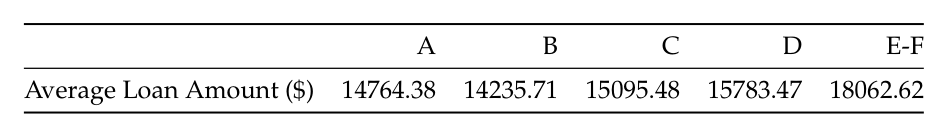 A B C D E-F
Average Loan Amount ($) 14764.38 14235.71 15095.48 15783.47 18062.62